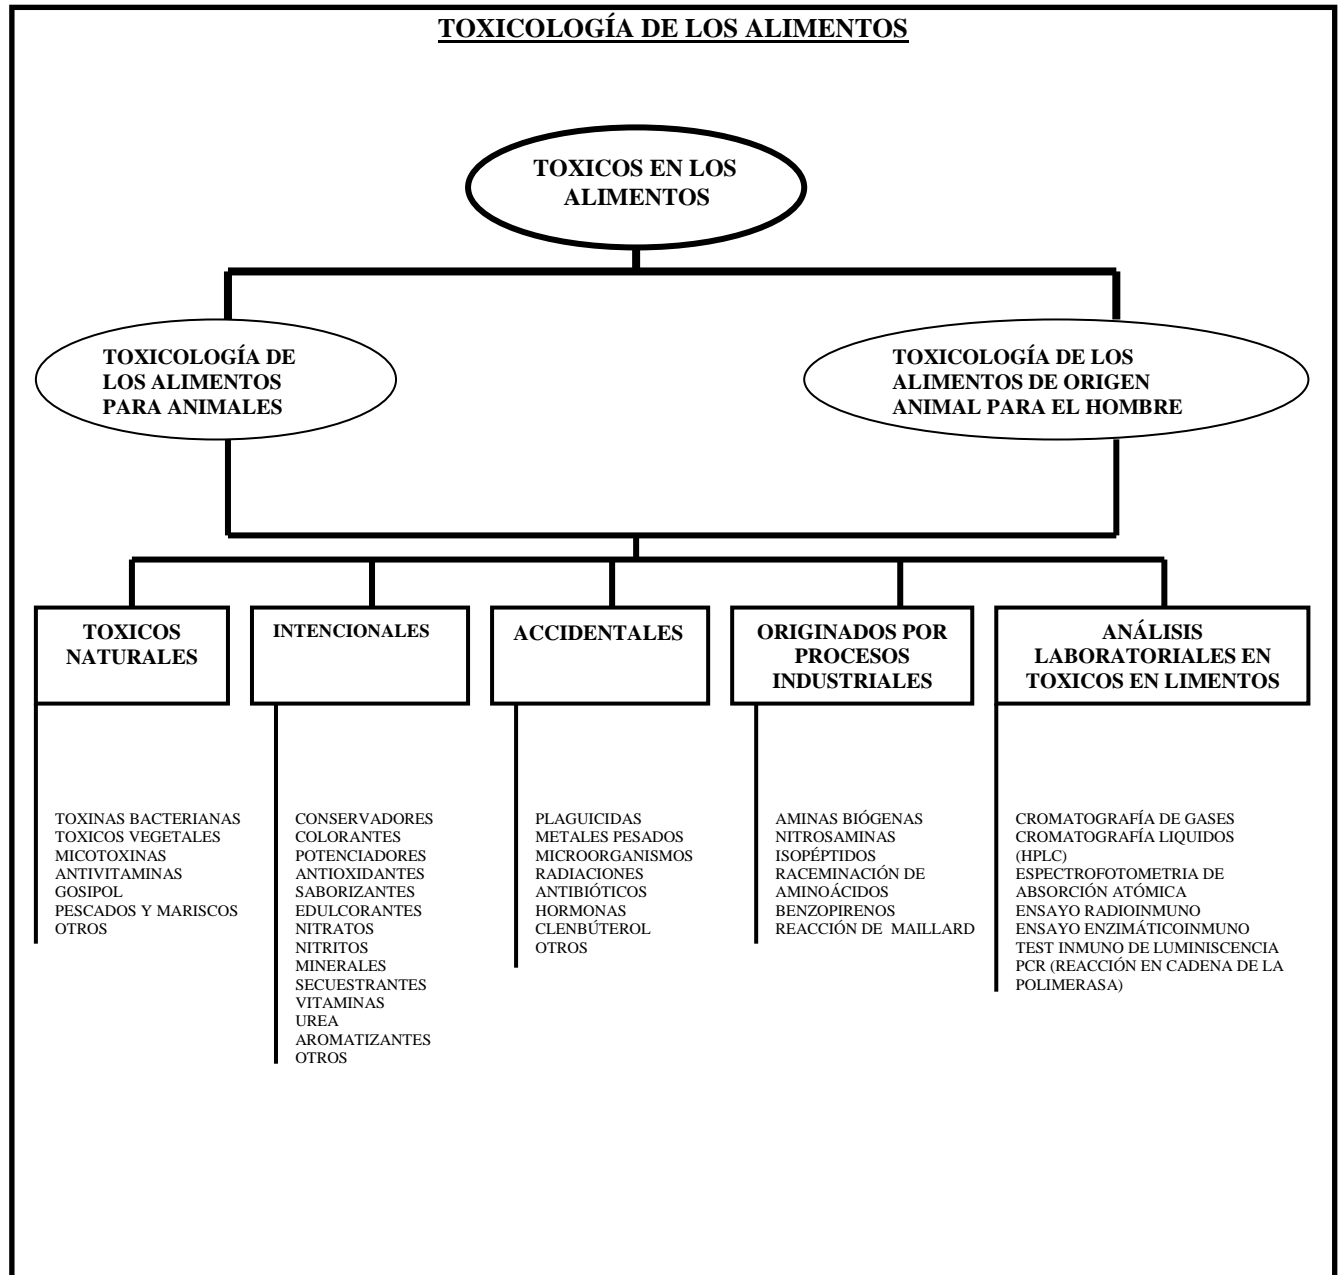 TOXICOLOGÍA DE LOS ALIMENTOS
TOXICOS EN LOS
ALIMENTOS
TOXICOLOGÍA DE
LOS ALIMENTOS
PARA ANIMALES
TOXICOLOGÍA DE LOS
ALIMENTOS DE ORIGEN
ANIMAL PARA EL HOMBRE
TOXICOS
NATURALES
TOXINAS BACTERIANAS
TOXICOS VEGETALES
MICOTOXINAS
ANTIVITAMINAS
GOSIPOL
PESCADOS Y MARISCOS
OTROS
INTENCIONALES
CONSERVADORES
COLORANTES
POTENCIADORES
ANTIOXIDANTES
SABORIZANTES
EDULCORANTES
NITRATOS
NITRITOS
MINERALES
SECUESTRANTES
VITAMINAS
UREA
AROMATIZANTES
OTROS
ACCIDENTALES
PLAGUICIDAS
METALES PESADOS
MICROORGANISMOS
RADIACIONES
ANTIBIÓTICOS
HORMONAS
CLENBÚTEROL
OTROS
ORIGINADOS POR
PROCESOS
INDUSTRIALES
AMINAS BIÓGENAS
NITROSAMINAS
ISOPÉPTIDOS
RACEMINACIÓN DE
AMINOÁCIDOS
BENZOPIRENOS
REACCIÓN DE MAILLARD
ANÁLISIS
LABORATORIALES EN
TOXICOS EN LIMENTOS
CROMATOGRAFÍA DE GASES
CROMATOGRAFÍA LIQUIDOS
(HPLC)
ESPECTROFOTOMETRIA DE
ABSORCIÓN ATÓMICA
ENSAYO RADIOINMUNO
ENSAYO ENZIMÁTICOINMUNO
TEST INMUNO DE LUMINISCENCIA
PCR (REACCIÓN EN CADENA DE LA
POLIMERASA)